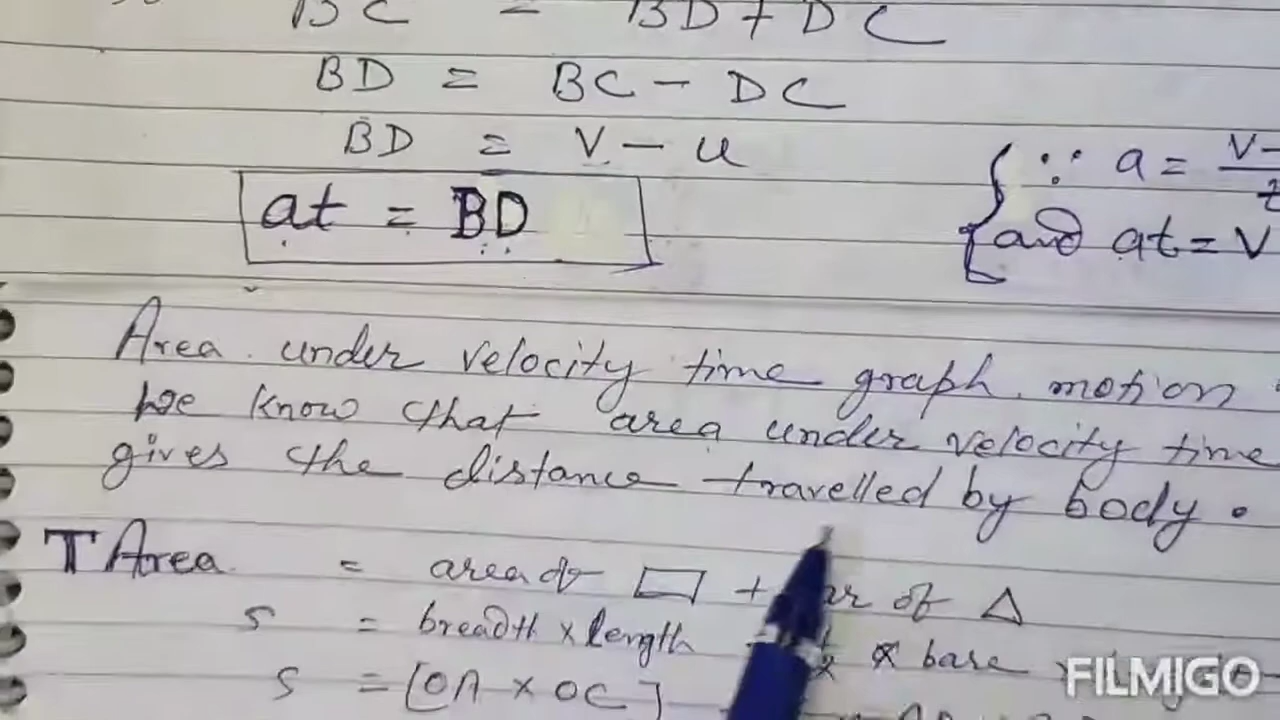 BC = BD + DC
BD = BC - DC
BD = V - u
at = BD
{ ∵ a = V-/t
and at = V
Area under velocity time graph motion
We know that area under velocity time
gives the distance travelled by body.
T Area = area of ▭ + ar of △
S = breadth × length × base
S = [OA × OC]
FILMIGO